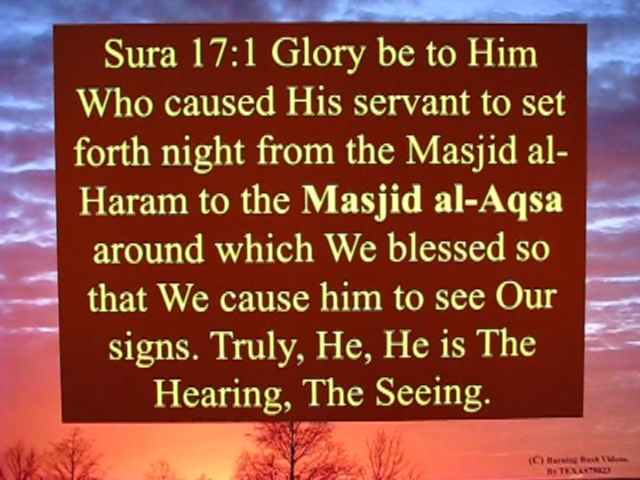 Sura 17:1 Glory be to Him
Who caused His servant to set
forth night from the Masjid al-
Haram to the Masjid al-Aqsa
around which We blessed so
that We cause him to see Our
signs. Truly, He, He is The
Hearing, The Seeing.
(C) Burning Bush Videos.
By TEXAS78023